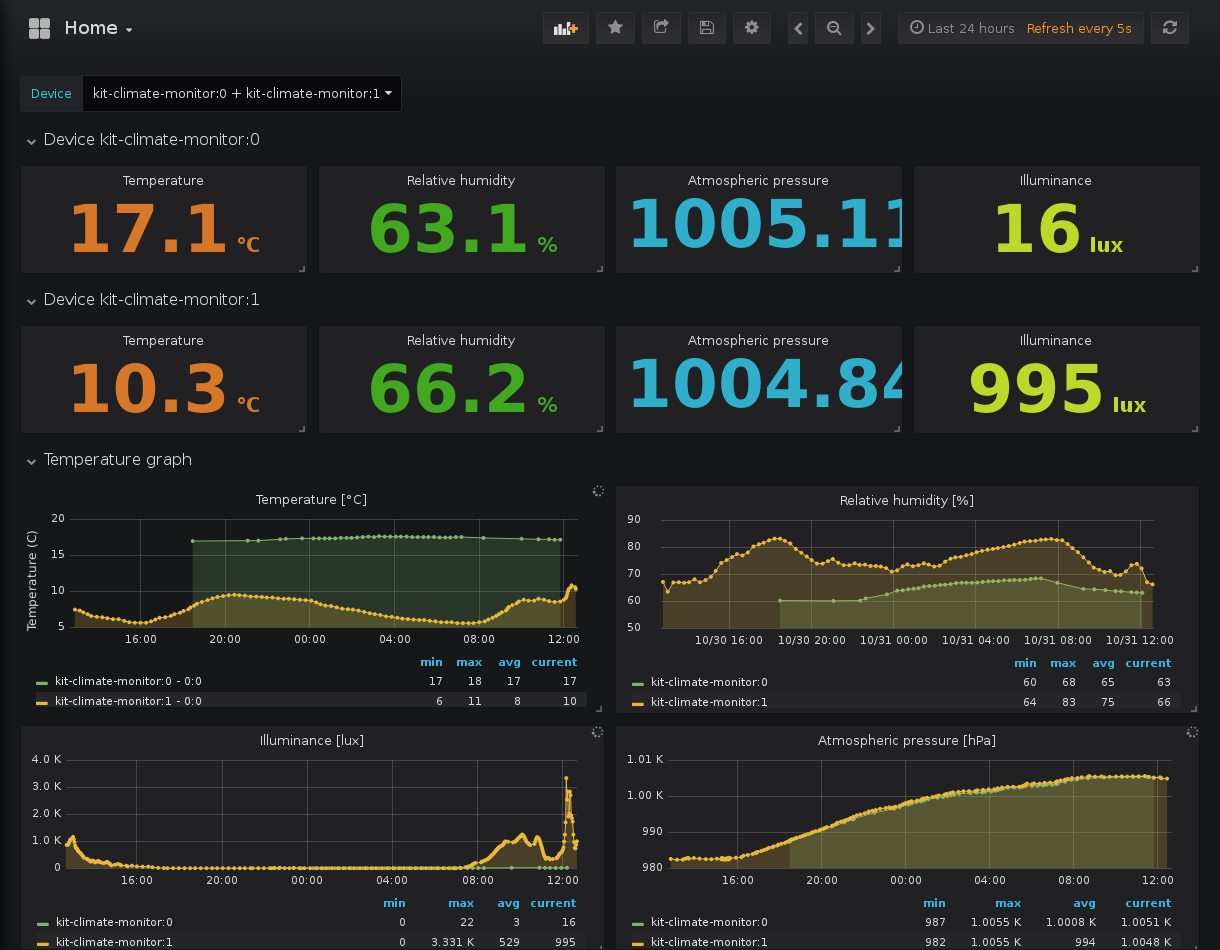 Home
Last 24 hours Refresh every 5s
Device kit-climate-monitor:0 + kit-climate-monitor:1
Device kit-climate-monitor:0
Temperature Relative humidity Atmospheric pressure Illuminance
17.1 °C 63.1 % 1005.11 16 lux
Device kit-climate-monitor:1
Temperature Relative humidity Atmospheric pressure Illuminance
10.3 °C 66.2 % 1004.84 995 lux
Temperature graph
Temperature [°C]
Temperature (C)
20
15
10
5
16:00 20:00 00:00 04:00 08:00 12:00
min max avg current
kit-climate-monitor:0 - 0:0 17 18 17 17
kit-climate-monitor:1 - 0:0 6 11 8 10
Relative humidity [%]
90
80
70
60
50
10/30 16:00 10/30 20:00 10/31 00:00 10/31 04:00 10/31 08:00 10/31 12:00
min max avg current
kit-climate-monitor:0 60 68 65 63
kit-climate-monitor:1 64 83 75 66
Illuminance [lux]
4.0 K
3.0 K
2.0 K
1.0 K
0
16:00 20:00 00:00 04:00 08:00 12:00
min max avg current
kit-climate-monitor:0 0 22 3 16
kit-climate-monitor:1 0 3.331 K 529 995
Atmospheric pressure [hPa]
1.01 K
1.00 K
990
980
16:00 20:00 00:00 04:00 08:00 12:00
min max avg current
kit-climate-monitor:0 987 1.0055 K 1.0008 K 1.0051 K
kit-climate-monitor:1 982 1.0055 K 994 1.0048 K